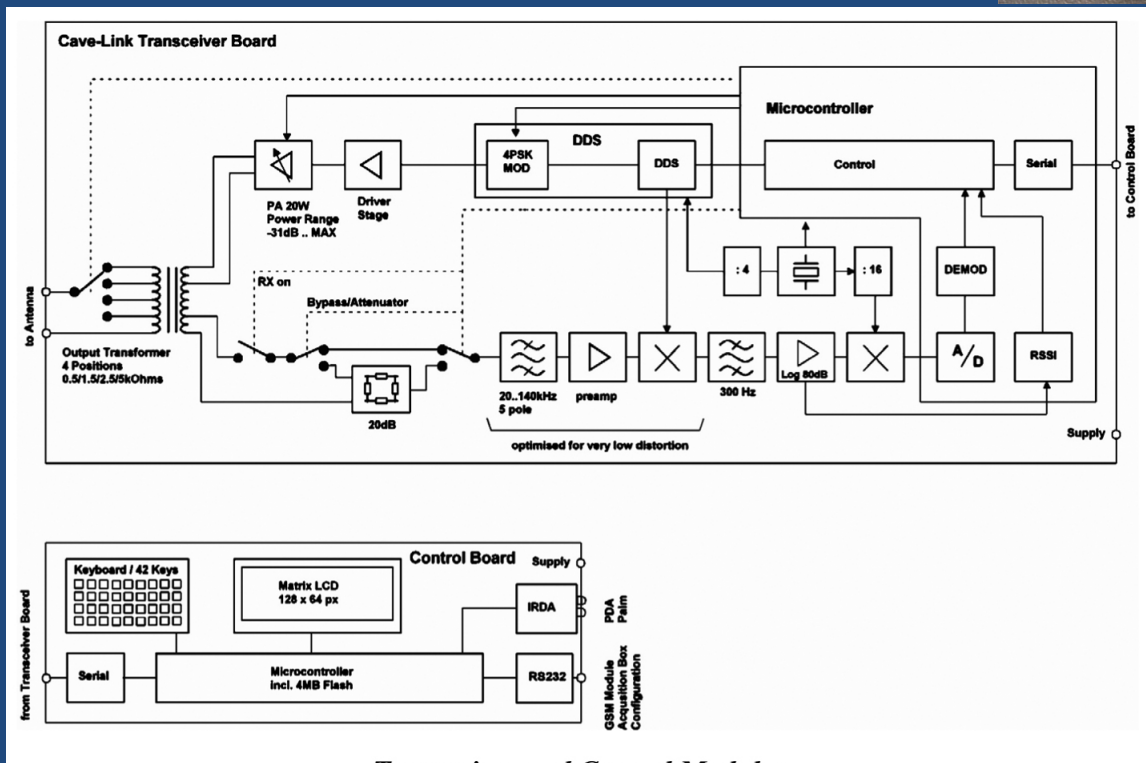 Cave-Link Transceiver Board
Microcontroller
DDS
4PSK
MOD
DDS
Control
Serial
to Control Board
PA 20W
Power Range
-31dB .. MAX
Driver
Stage
: 4
: 16
DEMOD
RX on
Bypass/Attenuator
to Antenna
Output Transformer
4 Positions
0.5/1.5/2.5/5kOhms
20dB
20..140kHz
5 pole
preamp
300 Hz
Log 80dB
A/D
RSSI
optimised for very low distortion
Supply
Control Board
Supply
Keyboard / 42 Keys
Matrix LCD
128 x 64 px
IRDA
PDA
Palm
from Transceiver Board
Serial
Microcontroller
incl. 4MB Flash
RS232
GSM Module
Acqusition Box
Configuration